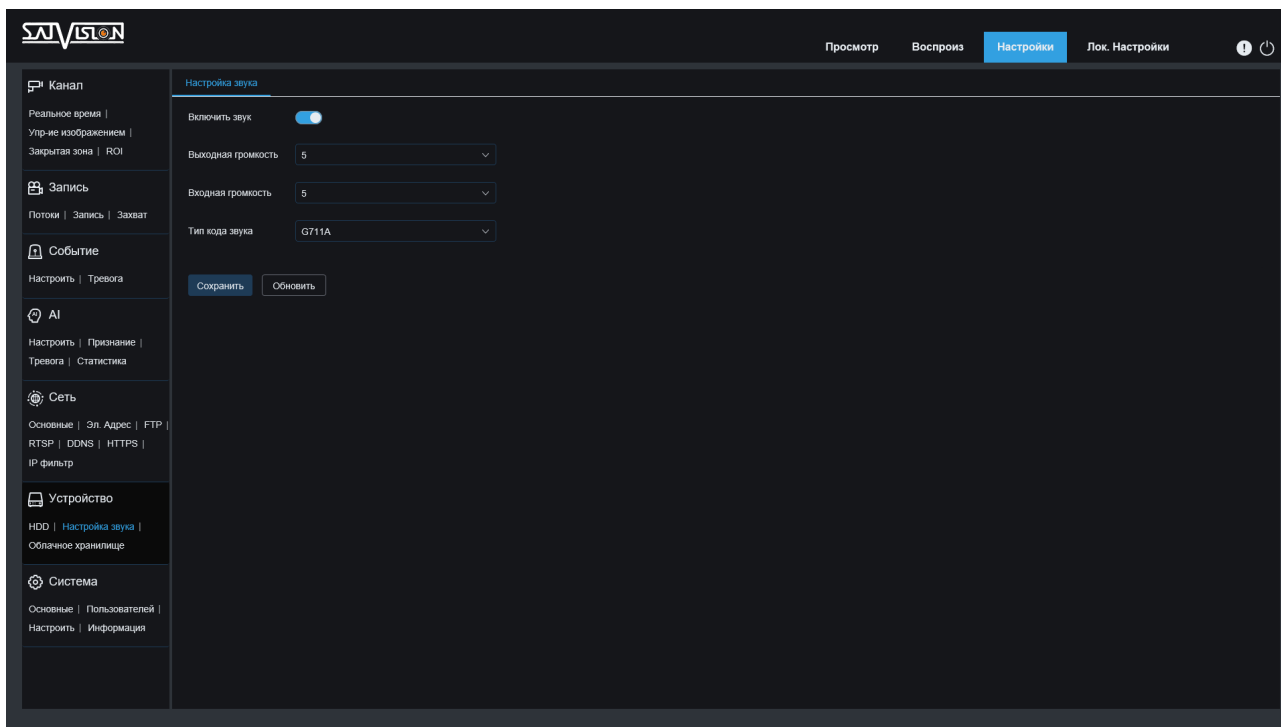 SATVISION
Просмотр Воспроиз Настройки Лок. Настройки
Канал
Реальное время |
Упр-ие изображением |
Закрытая зона | ROI
Запись
Потоки | Запись | Захват
Событие
Настроить | Тревога
AI
Настроить | Признание |
Тревога | Статистика
Сеть
Основные | Эл. Адрес | FTP |
RTSP | DDNS | HTTPS |
IP фильтр
Устройство
HDD | Настройка звука |
Облачное хранилище
Система
Основные | Пользователей |
Настроить | Информация
Настройка звука
Включить звук
Выходная громкость 5
Входная громкость 5
Тип кода звука G711A
Сохранить Обновить